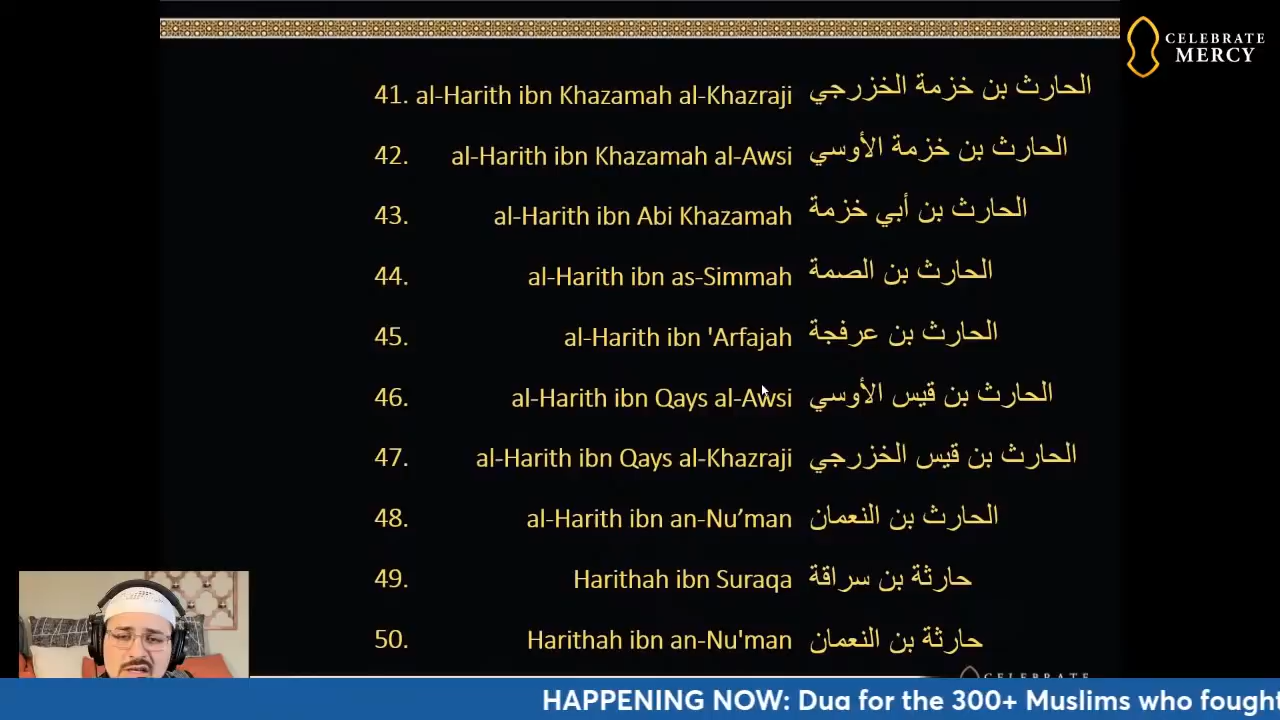 CELEBRATE
MERCY
41. al-Harith ibn Khazamah al-Khazraji الحارث بن خزمة الخزرجي
42. al-Harith ibn Khazamah al-Awsi الحارث بن خزمة الأوسي
43. al-Harith ibn Abi Khazamah الحارث بن أبي خزمة
44. al-Harith ibn as-Simmah الحارث بن الصمة
45. al-Harith ibn 'Arfajah الحارث بن عرفجة
46. al-Harith ibn Qays al-Awsi الحارث بن قيس الأوسي
47. al-Harith ibn Qays al-Khazraji الحارث بن قيس الخزرجي
48. al-Harith ibn an-Nu’man الحارث بن النعمان
49. Harithah ibn Suraqa حارثة بن سراقة
50. Harithah ibn an-Nu'man حارثة بن النعمان
CELEBRATE
HAPPENING NOW: Dua for the 300+ Muslims who fought